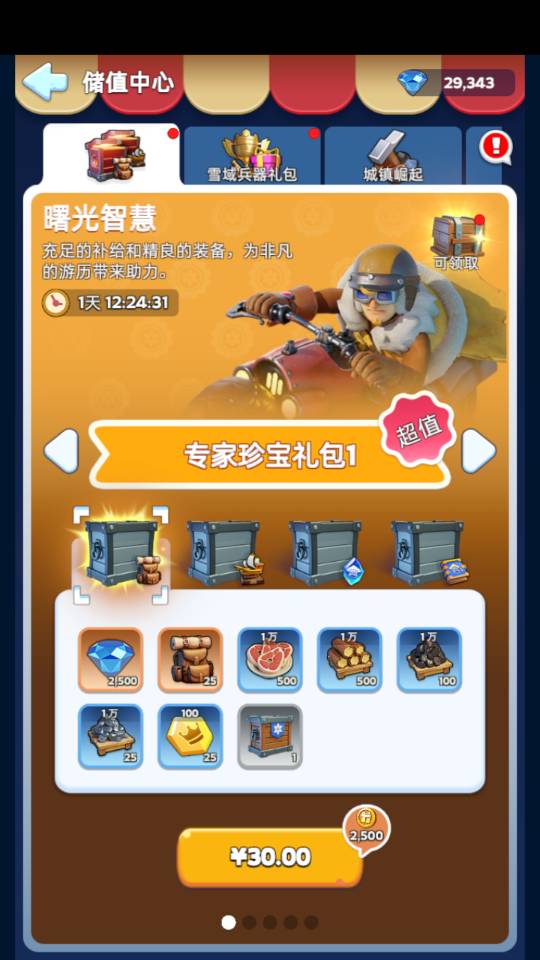 储值中心
29,343
雪域兵器礼包
城镇崛起
曙光智慧
充足的补给和精良的装备，为非凡
的游历带来助力。
可领取
1天 12:24:31
超值
专家珍宝礼包1
2,500
25
1万
500
1万
500
1万
100
1万
25
100
25
1
2,500
¥30.00